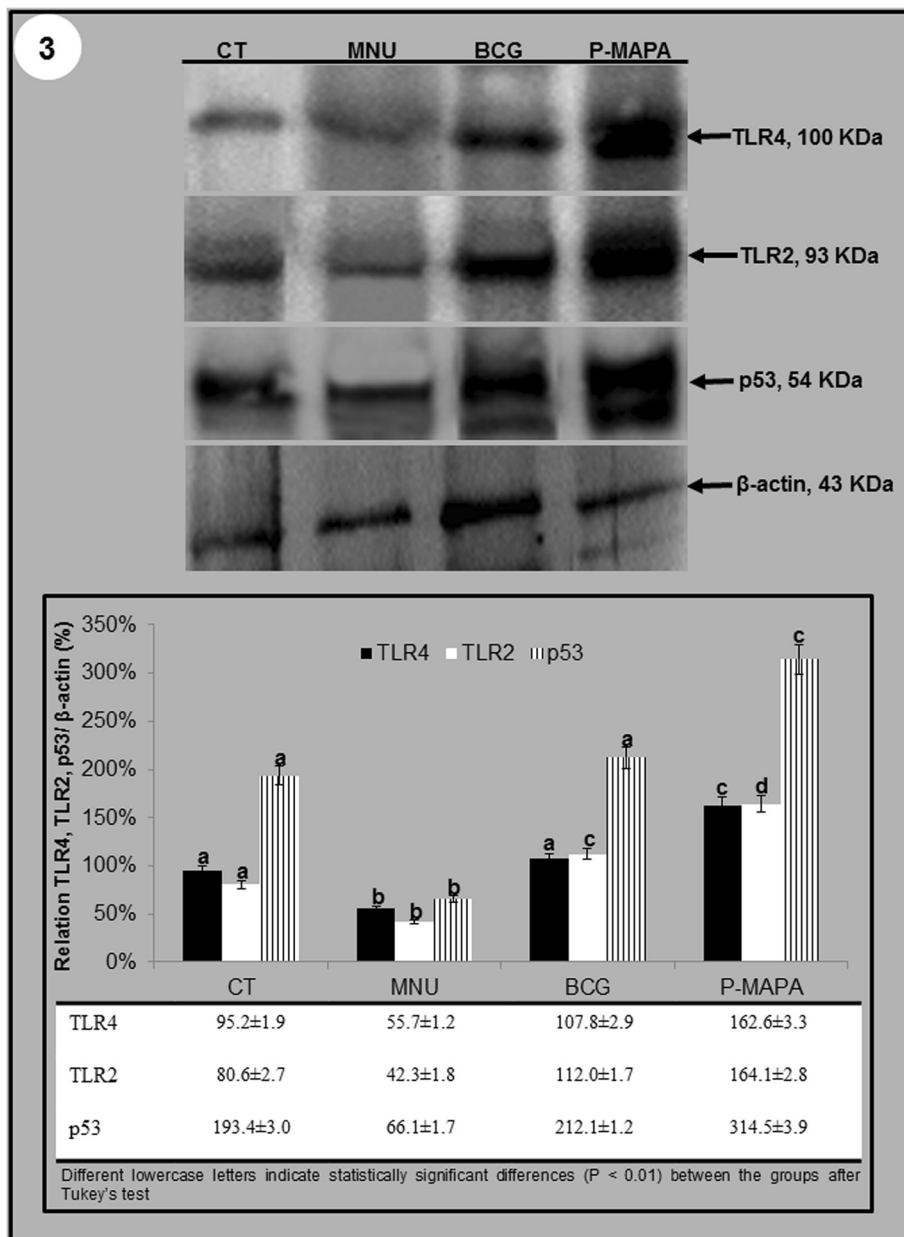 3
CT MNU BCG P-MAPA
TLR4, 100 KDa
TLR2, 93 KDa
p53, 54 KDa
β-actin, 43 KDa
Relation TLR4, TLR2, p53/ β-actin (%)
350%
300%
250%
200%
150%
100%
50%
0%
TLR4 TLR2 p53
a a a
b b b
a c a
c d c
CT MNU BCG P-MAPA
TLR4 95.2±1.9 55.7±1.2 107.8±2.9 162.6±3.3
TLR2 80.6±2.7 42.3±1.8 112.0±1.7 164.1±2.8
p53 193.4±3.0 66.1±1.7 212.1±1.2 314.5±3.9
Different lowercase letters indicate statistically significant differences (P < 0.01) between the groups after
Tukey's test